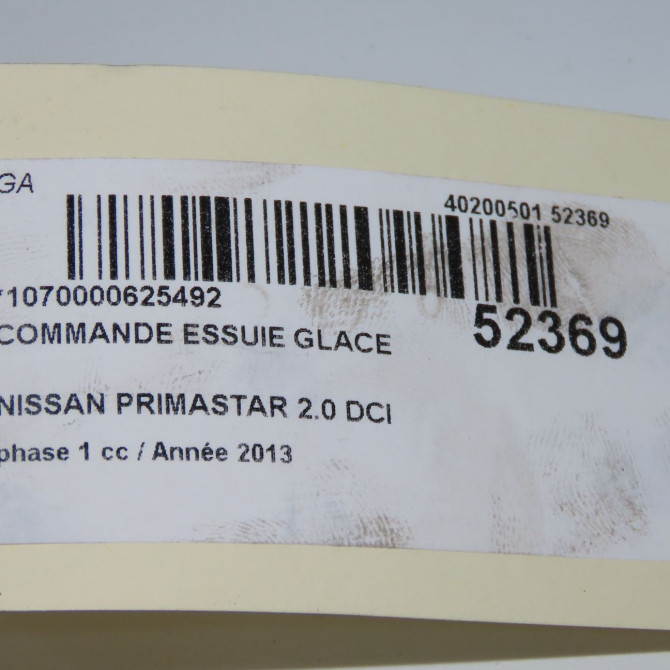 GA
40200501 52369
*1070000625492
52369
COMMANDE ESSUIE GLACE
NISSAN PRIMASTAR 2.0 DCI
phase 1 cc / Année 2013